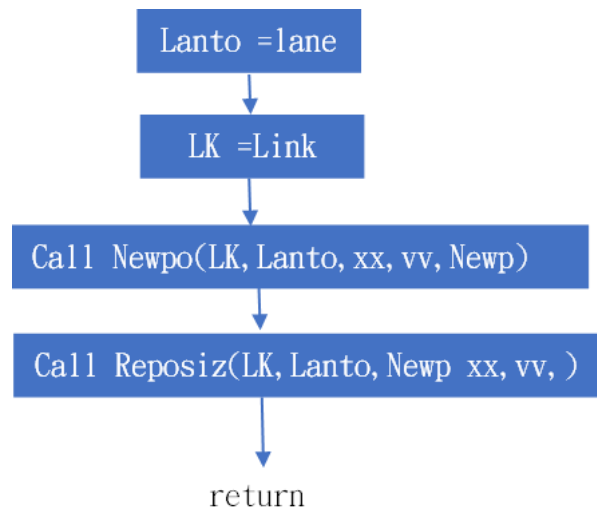 Lanto =lane
LK =Link
Call Newpo(LK,Lanto,xx,vv,Newp)
Call Reposiz(LK,Lanto,Newp xx,vv,)
return